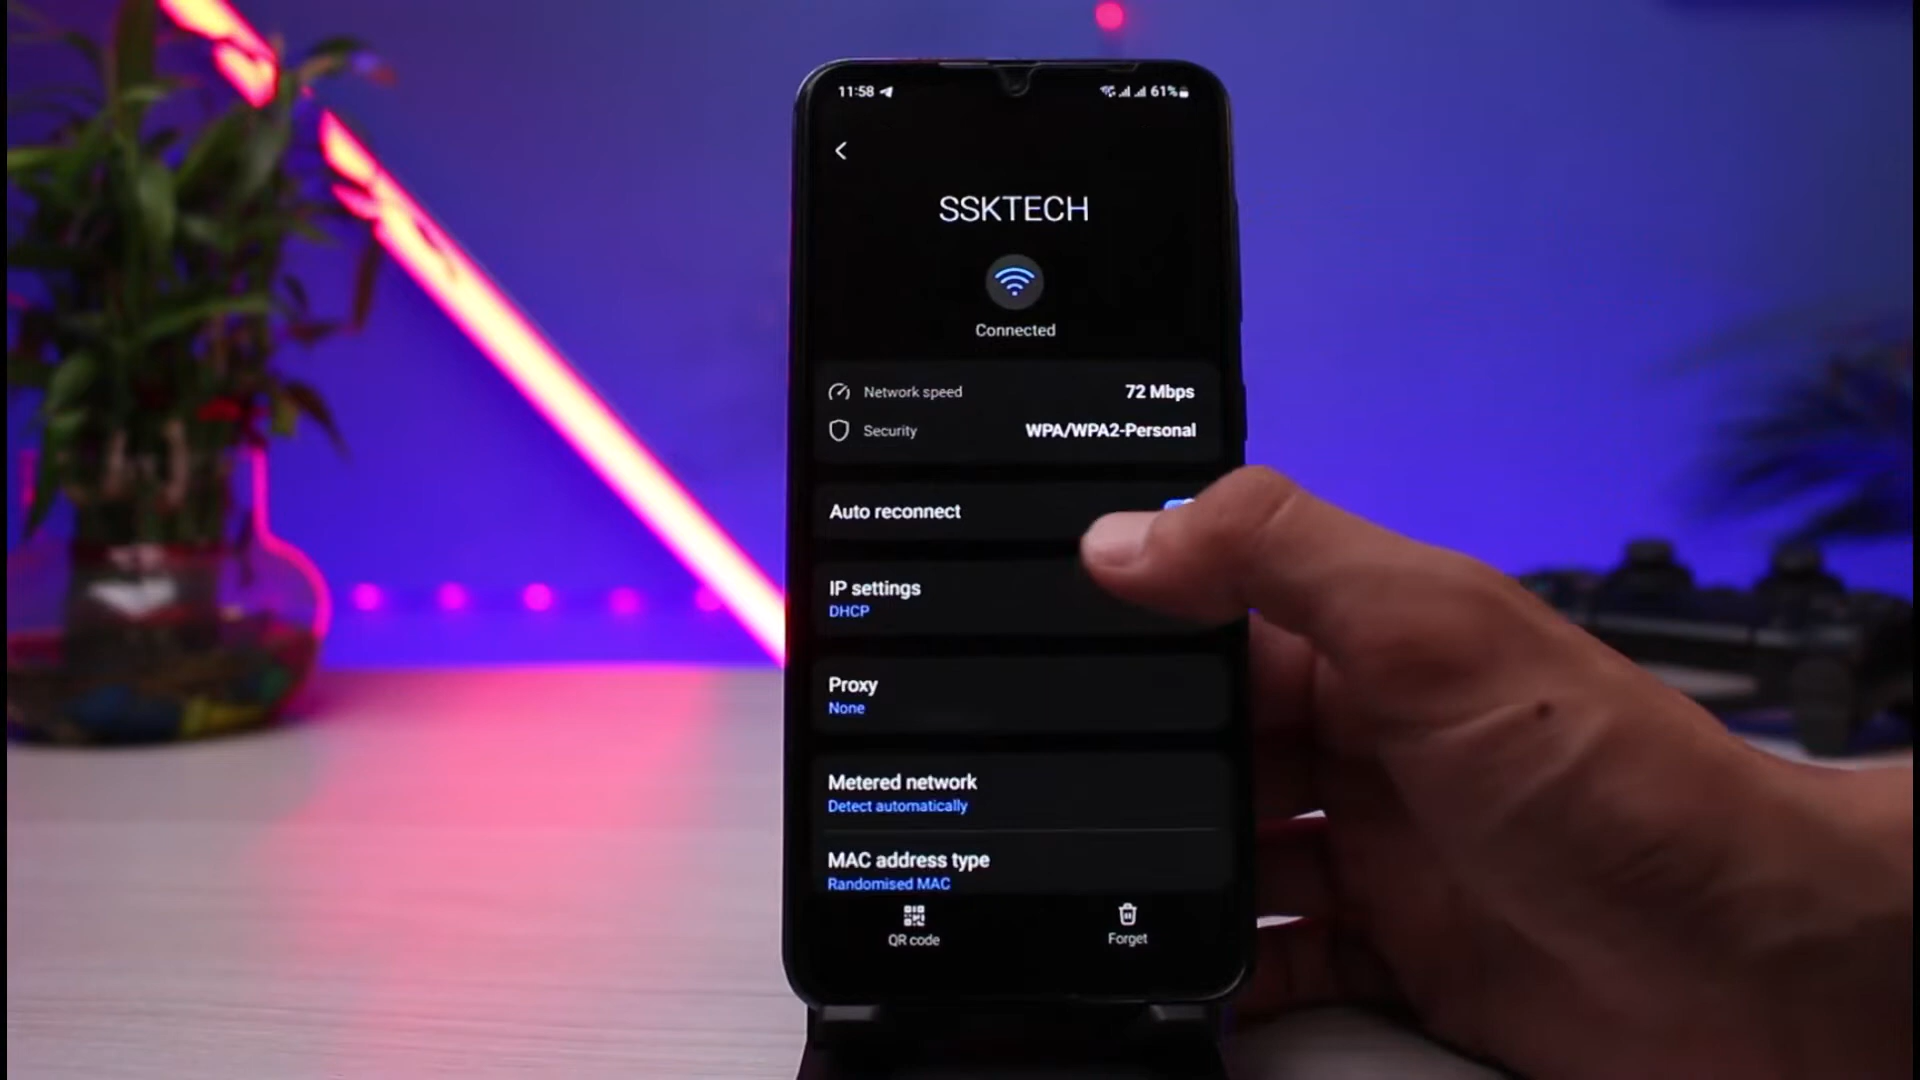 11:58
61%
SSKTECH
Connected
Network speed 72 Mbps
Security WPA/WPA2-Personal
Auto reconnect
IP settings
DHCP
Proxy
None
Metered network
Detect automatically
MAC address type
Randomised MAC
QR code Forget